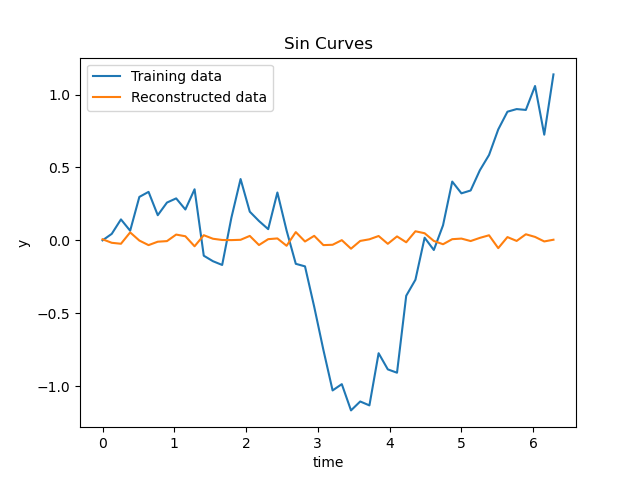 Sin Curves
Training data
Reconstructed data
1.0
0.5
0.0
−0.5
−1.0
y
0 1 2 3 4 5 6
time